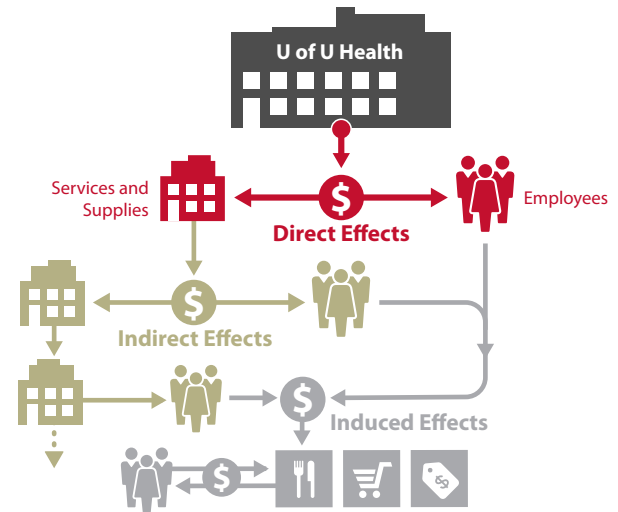 U of U Health
$
Services and
Supplies
Employees
Direct Effects
$
Indirect Effects
$
Induced Effects
$
$